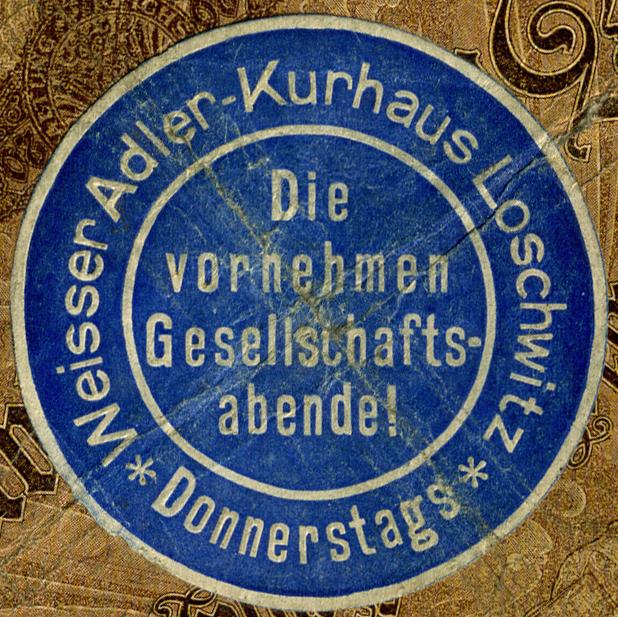 Weisser Adler-Kurhaus Loschwitz
Die
vornehmen
Gesellschafts-
abende!
* Donnerstags *